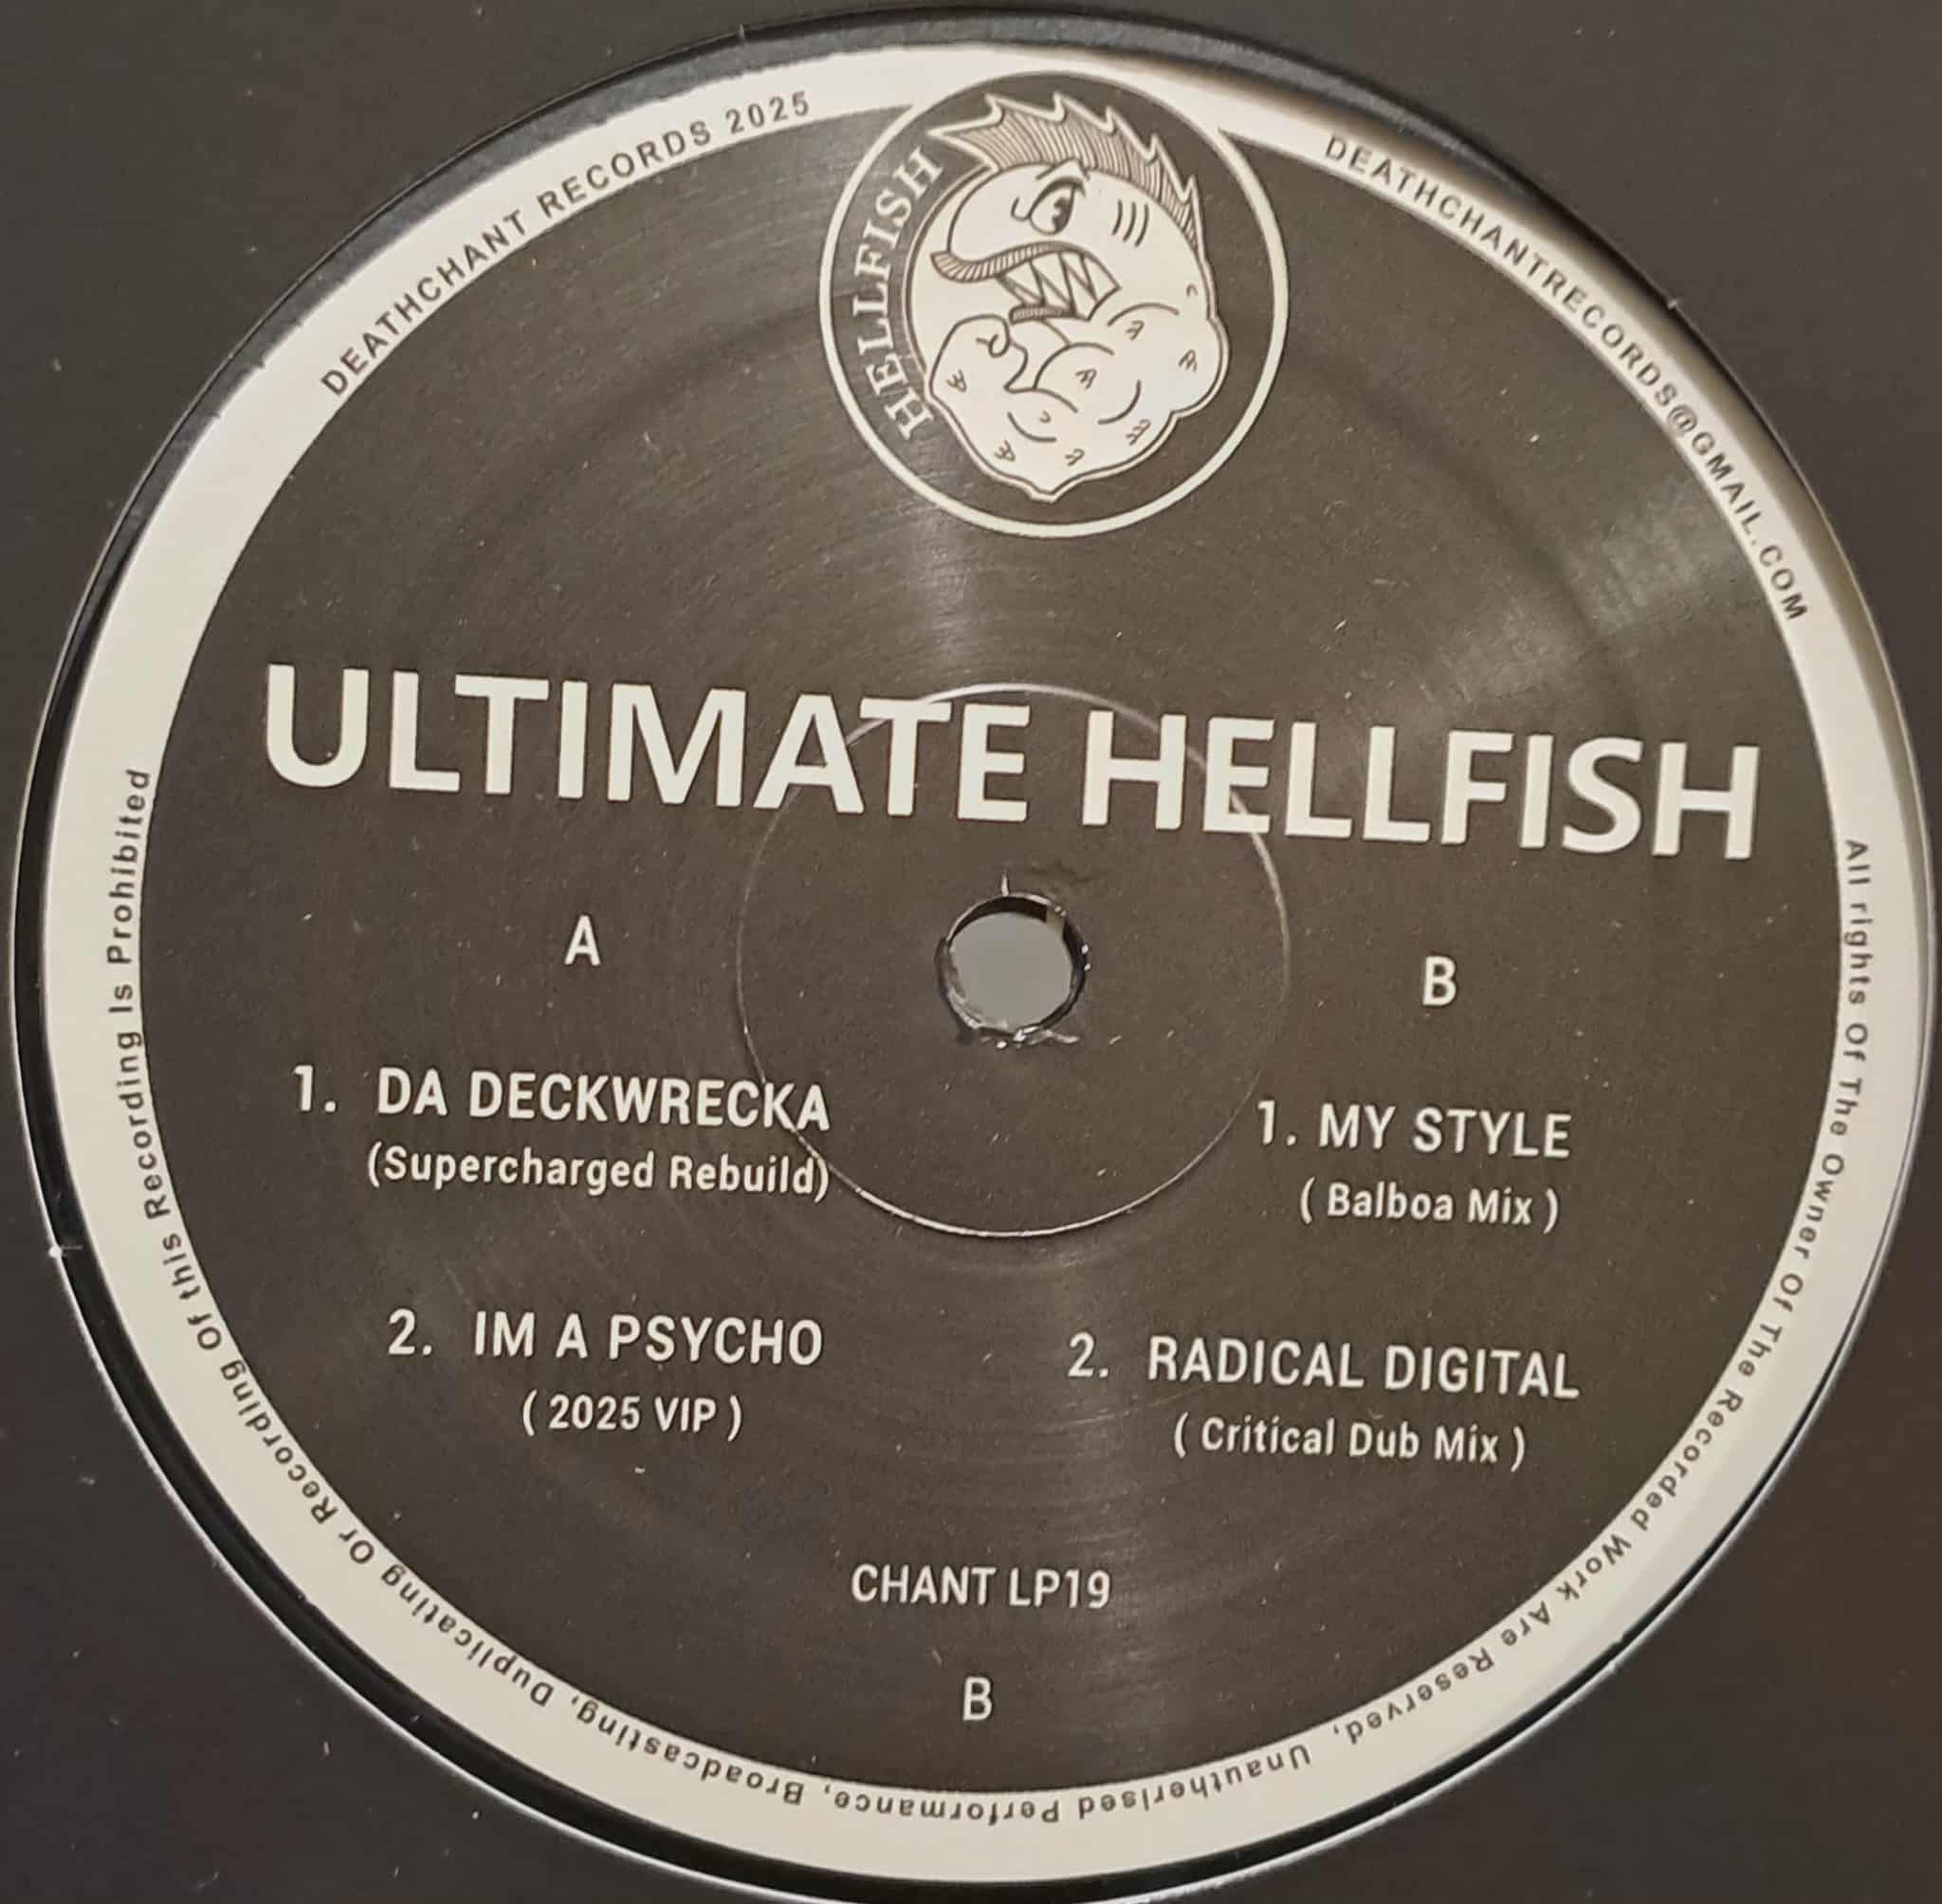 DEATHCHANT RECORDS 2025
DEATHCHANTRECORDS@GMAIL.COM
HELLFISH
ULTIMATE HELLFISH
A
1. DA DECKWRECKA
(Supercharged Rebuild)
2. IM A PSYCHO
( 2025 VIP )
B
1. MY STYLE
( Balboa Mix )
2. RADICAL DIGITAL
( Critical Dub Mix )
CHANT LP19
B
All rights Of The Owner Of The Recorded Work Are Reserved, Unautherised Performance, Broadcasting, Duplicating Or Recording Of this Recording Is Prohibited